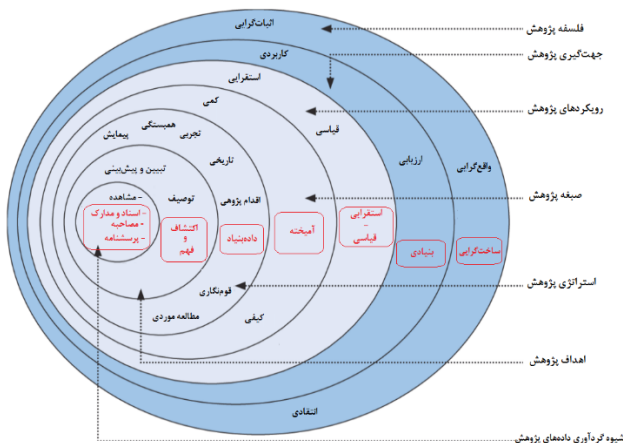 اثبات‌گرایی
فلسفه پژوهش
کاربردی
جهت‌گیری پژوهش
استقرایی
کمی
رویکردهای پژوهش
قیاسی
همبستگی
پیمایش
تجربی
ارزیابی
واقع‌گرایی
تاریخی
تبیین و پیش‌بینی
صبغه پژوهش
مشاهده -
توصیف
اقدام پژوهی
اسناد و مدارک -
مصاحبه -
پرسشنامه -
اکتشاف
و
فهم
داده‌بنیاد
آمیخته
استقرایی
-
قیاسی
بنیادی
ساخت‌گرایی
استراتژی پژوهش
قوم‌نگاری
مطالعه موردی
کیفی
اهداف پژوهش
انتقادی
شیوه گردآوری داده‌های پژوهش